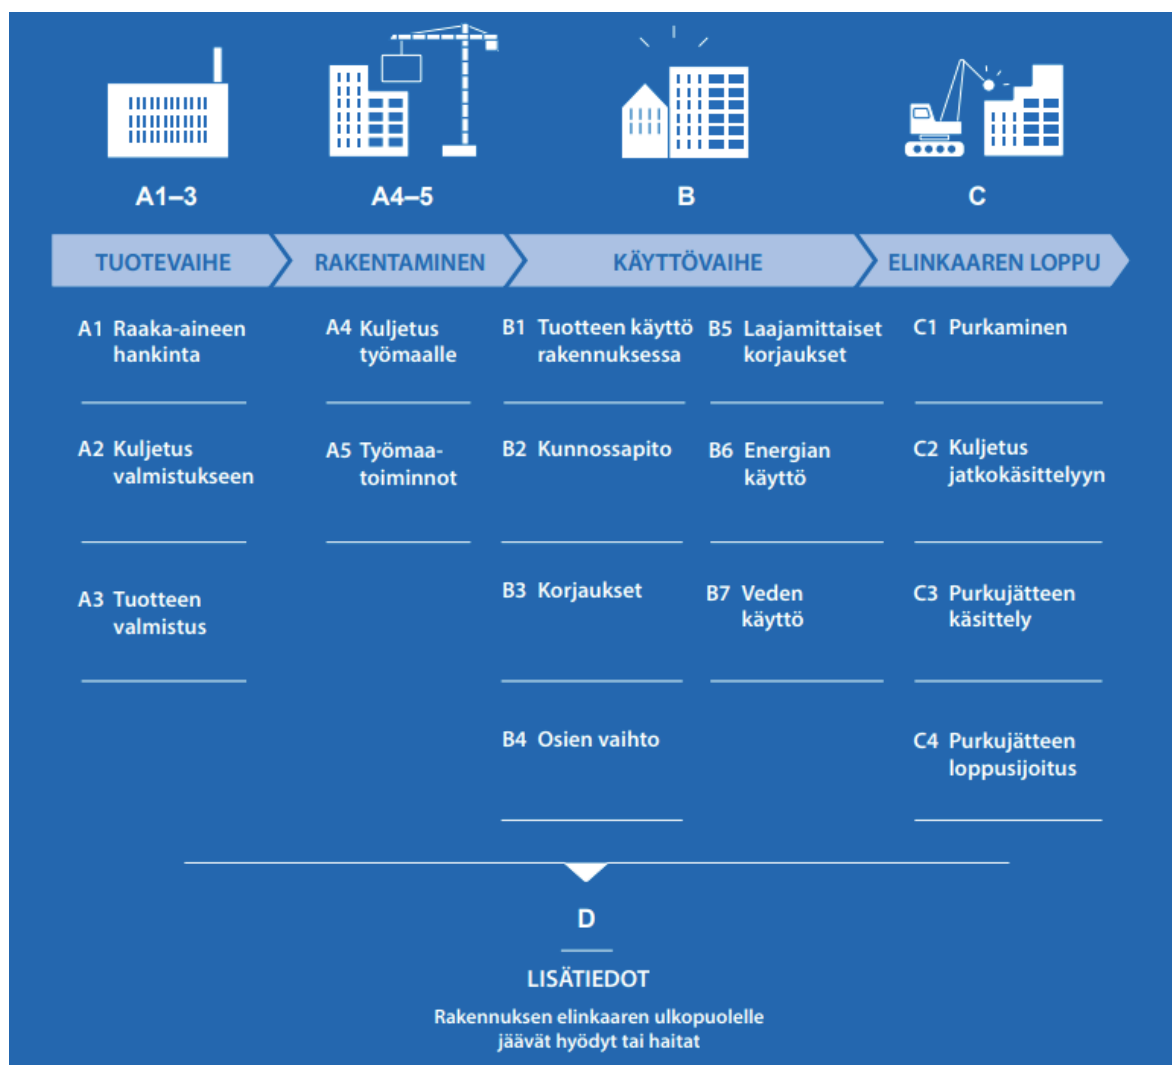 A1–3
A4–5
B
C
TUOTEVAIHE
RAKENTAMINEN
KÄYTTÖVAIHE
ELINKAAREN LOPPU
A1 Raaka-aineen
hankinta
A2 Kuljetus
valmistukseen
A3 Tuotteen
valmistus
A4 Kuljetus
työmaalle
A5 Työmaa-
toiminnot
B1 Tuotteen käyttö
rakennuksessa
B2 Kunnossapito
B3 Korjaukset
B4 Osien vaihto
B5 Laajamittaiset
korjaukset
B6 Energian
käyttö
B7 Veden
käyttö
C1 Purkaminen
C2 Kuljetus
jatkokäsittelyyn
C3 Purkujätteen
käsittely
C4 Purkujätteen
loppusijoitus
D
LISÄTIEDOT
Rakennuksen elinkaaren ulkopuolelle
jäävät hyödyt tai haitat